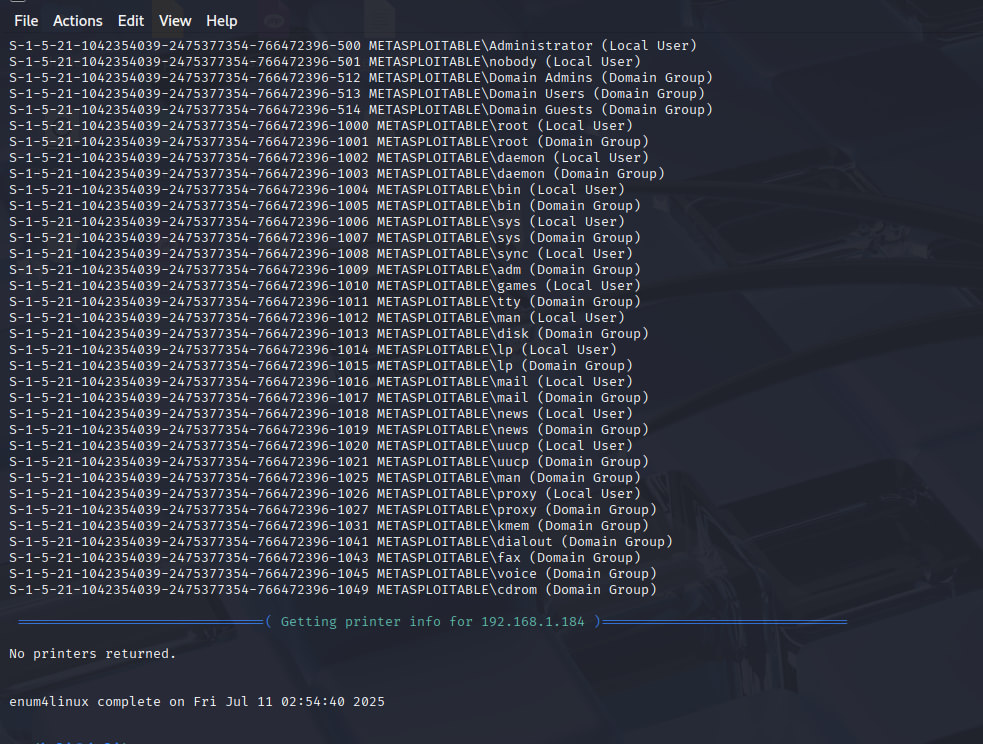 File Actions Edit View Help
S-1-5-21-1042354039-2475377354-766472396-500 METASPLOITABLE\Administrator (Local User)
S-1-5-21-1042354039-2475377354-766472396-501 METASPLOITABLE\nobody (Local User)
S-1-5-21-1042354039-2475377354-766472396-512 METASPLOITABLE\Domain Admins (Domain Group)
S-1-5-21-1042354039-2475377354-766472396-513 METASPLOITABLE\Domain Users (Domain Group)
S-1-5-21-1042354039-2475377354-766472396-514 METASPLOITABLE\Domain Guests (Domain Group)
S-1-5-21-1042354039-2475377354-766472396-1000 METASPLOITABLE\root (Local User)
S-1-5-21-1042354039-2475377354-766472396-1001 METASPLOITABLE\root (Domain Group)
S-1-5-21-1042354039-2475377354-766472396-1002 METASPLOITABLE\daemon (Local User)
S-1-5-21-1042354039-2475377354-766472396-1003 METASPLOITABLE\daemon (Domain Group)
S-1-5-21-1042354039-2475377354-766472396-1004 METASPLOITABLE\bin (Local User)
S-1-5-21-1042354039-2475377354-766472396-1005 METASPLOITABLE\bin (Domain Group)
S-1-5-21-1042354039-2475377354-766472396-1006 METASPLOITABLE\sys (Local User)
S-1-5-21-1042354039-2475377354-766472396-1007 METASPLOITABLE\sys (Domain Group)
S-1-5-21-1042354039-2475377354-766472396-1008 METASPLOITABLE\sync (Local User)
S-1-5-21-1042354039-2475377354-766472396-1009 METASPLOITABLE\adm (Domain Group)
S-1-5-21-1042354039-2475377354-766472396-1010 METASPLOITABLE\games (Local User)
S-1-5-21-1042354039-2475377354-766472396-1011 METASPLOITABLE\tty (Domain Group)
S-1-5-21-1042354039-2475377354-766472396-1012 METASPLOITABLE\man (Local User)
S-1-5-21-1042354039-2475377354-766472396-1013 METASPLOITABLE\disk (Domain Group)
S-1-5-21-1042354039-2475377354-766472396-1014 METASPLOITABLE\lp (Local User)
S-1-5-21-1042354039-2475377354-766472396-1015 METASPLOITABLE\lp (Domain Group)
S-1-5-21-1042354039-2475377354-766472396-1016 METASPLOITABLE\mail (Local User)
S-1-5-21-1042354039-2475377354-766472396-1017 METASPLOITABLE\mail (Domain Group)
S-1-5-21-1042354039-2475377354-766472396-1018 METASPLOITABLE\news (Local User)
S-1-5-21-1042354039-2475377354-766472396-1019 METASPLOITABLE\news (Domain Group)
S-1-5-21-1042354039-2475377354-766472396-1020 METASPLOITABLE\uucp (Local User)
S-1-5-21-1042354039-2475377354-766472396-1021 METASPLOITABLE\uucp (Domain Group)
S-1-5-21-1042354039-2475377354-766472396-1025 METASPLOITABLE\man (Domain Group)
S-1-5-21-1042354039-2475377354-766472396-1026 METASPLOITABLE\proxy (Local User)
S-1-5-21-1042354039-2475377354-766472396-1027 METASPLOITABLE\proxy (Domain Group)
S-1-5-21-1042354039-2475377354-766472396-1031 METASPLOITABLE\kmem (Domain Group)
S-1-5-21-1042354039-2475377354-766472396-1041 METASPLOITABLE\dialout (Domain Group)
S-1-5-21-1042354039-2475377354-766472396-1043 METASPLOITABLE\fax (Domain Group)
S-1-5-21-1042354039-2475377354-766472396-1045 METASPLOITABLE\voice (Domain Group)
S-1-5-21-1042354039-2475377354-766472396-1049 METASPLOITABLE\cdrom (Domain Group)
===============================( Getting printer info for 192.168.1.184 )===============================
No printers returned.
enum4linux complete on Fri Jul 11 02:54:40 2025